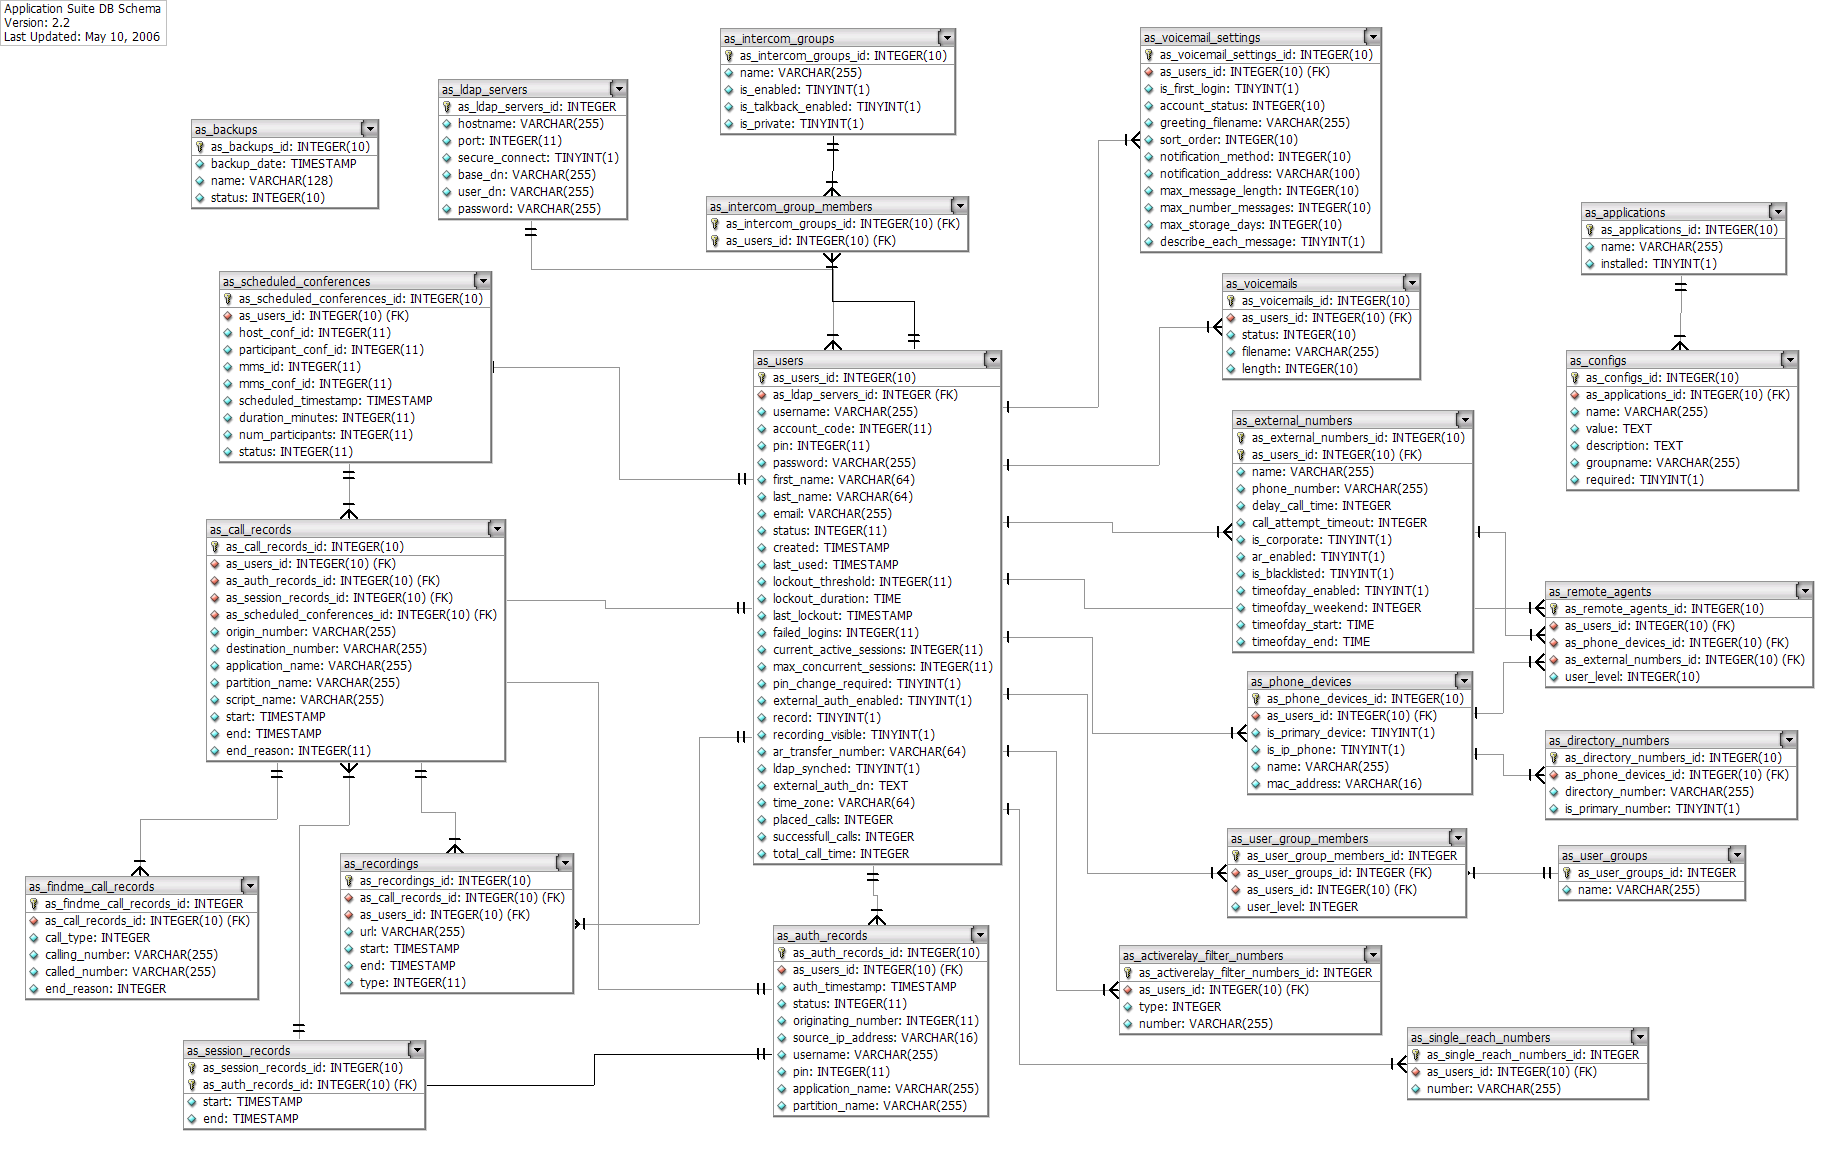 Application Suite DB Schema
Version: 2.2
Last Updated: May 10, 2006
as_intercom_groups
as_intercom_groups_id: INTEGER(10)
name: VARCHAR(255)
is_enabled: TINYINT(1)
is_talkback_enabled: TINYINT(1)
is_private: TINYINT(1)
as_voicemail_settings
as_voicemail_settings_id: INTEGER(10)
as_users_id: INTEGER(10) (FK)
is_first_login: TINYINT(1)
account_status: INTEGER(10)
greeting_filename: VARCHAR(255)
sort_order: INTEGER(10)
notification_method: INTEGER(10)
notification_address: VARCHAR(100)
max_message_length: INTEGER(10)
max_number_messages: INTEGER(10)
max_storage_days: INTEGER(10)
describe_each_message: TINYINT(1)
as_ldap_servers
as_ldap_servers_id: INTEGER
hostname: VARCHAR(255)
port: INTEGER(11)
secure_connect: TINYINT(1)
base_dn: VARCHAR(255)
user_dn: VARCHAR(255)
password: VARCHAR(255)
as_backups
as_backups_id: INTEGER(10)
backup_date: TIMESTAMP
name: VARCHAR(128)
status: INTEGER(10)
as_intercom_group_members
as_intercom_groups_id: INTEGER(10) (FK)
as_users_id: INTEGER(10) (FK)
as_applications
as_applications_id: INTEGER(10)
name: VARCHAR(255)
installed: TINYINT(1)
as_scheduled_conferences
as_scheduled_conferences_id: INTEGER(10)
as_users_id: INTEGER(10) (FK)
host_conf_id: INTEGER(11)
participant_conf_id: INTEGER(11)
mms_id: INTEGER(11)
mms_conf_id: INTEGER(11)
scheduled_timestamp: TIMESTAMP
duration_minutes: INTEGER(11)
num_participants: INTEGER(11)
status: INTEGER(11)
as_voicemails
as_voicemails_id: INTEGER(10)
as_users_id: INTEGER(10) (FK)
status: INTEGER(10)
filename: VARCHAR(255)
length: INTEGER(10)
as_users
as_users_id: INTEGER(10)
as_ldap_servers_id: INTEGER (FK)
username: VARCHAR(255)
account_code: INTEGER(11)
pin: INTEGER(11)
password: VARCHAR(255)
first_name: VARCHAR(64)
last_name: VARCHAR(64)
email: VARCHAR(255)
status: INTEGER(11)
created: TIMESTAMP
last_used: TIMESTAMP
lockout_threshold: INTEGER(11)
lockout_duration: TIME
last_lockout: TIMESTAMP
failed_logins: INTEGER(11)
current_active_sessions: INTEGER(11)
max_concurrent_sessions: INTEGER(11)
pin_change_required: TINYINT(1)
external_auth_enabled: TINYINT(1)
record: TINYINT(1)
recording_visible: TINYINT(1)
ar_transfer_number: VARCHAR(64)
ldap_synched: TINYINT(1)
external_auth_dn: TEXT
time_zone: VARCHAR(64)
placed_calls: INTEGER
successfull_calls: INTEGER
total_call_time: INTEGER
as_configs
as_configs_id: INTEGER(10)
as_applications_id: INTEGER(10) (FK)
name: VARCHAR(255)
value: TEXT
description: TEXT
groupname: VARCHAR(255)
required: TINYINT(1)
as_external_numbers
as_external_numbers_id: INTEGER(10)
as_users_id: INTEGER(10) (FK)
name: VARCHAR(255)
phone_number: VARCHAR(255)
delay_call_time: INTEGER
call_attempt_timeout: INTEGER
is_corporate: TINYINT(1)
ar_enabled: TINYINT(1)
is_blacklisted: TINYINT(1)
timeofday_enabled: TINYINT(1)
timeofday_weekend: INTEGER
timeofday_start: TIME
timeofday_end: TIME
as_call_records
as_call_records_id: INTEGER(10)
as_users_id: INTEGER(10) (FK)
as_auth_records_id: INTEGER(10) (FK)
as_session_records_id: INTEGER(10) (FK)
as_scheduled_conferences_id: INTEGER(10) (FK)
origin_number: VARCHAR(255)
destination_number: VARCHAR(255)
application_name: VARCHAR(255)
partition_name: VARCHAR(255)
script_name: VARCHAR(255)
start: TIMESTAMP
end: TIMESTAMP
end_reason: INTEGER(11)
as_remote_agents
as_remote_agents_id: INTEGER(10)
as_users_id: INTEGER(10) (FK)
as_phone_devices_id: INTEGER(10) (FK)
as_external_numbers_id: INTEGER(10) (FK)
user_level: INTEGER(10)
as_phone_devices
as_phone_devices_id: INTEGER(10)
as_users_id: INTEGER(10) (FK)
is_primary_device: TINYINT(1)
is_ip_phone: TINYINT(1)
name: VARCHAR(255)
mac_address: VARCHAR(16)
as_directory_numbers
as_directory_numbers_id: INTEGER(10)
as_phone_devices_id: INTEGER(10) (FK)
directory_number: VARCHAR(255)
is_primary_number: TINYINT(1)
as_user_group_members
as_user_group_members_id: INTEGER
as_user_groups_id: INTEGER (FK)
as_users_id: INTEGER(10) (FK)
user_level: INTEGER
as_user_groups
as_user_groups_id: INTEGER
name: VARCHAR(255)
as_recordings
as_recordings_id: INTEGER(10)
as_call_records_id: INTEGER(10) (FK)
as_users_id: INTEGER(10) (FK)
url: VARCHAR(255)
start: TIMESTAMP
end: TIMESTAMP
type: INTEGER(11)
as_findme_call_records
as_findme_call_records_id: INTEGER
as_call_records_id: INTEGER(10) (FK)
call_type: INTEGER
calling_number: VARCHAR(255)
called_number: VARCHAR(255)
end_reason: INTEGER
as_auth_records
as_auth_records_id: INTEGER(10)
as_users_id: INTEGER(10) (FK)
auth_timestamp: TIMESTAMP
status: INTEGER(11)
originating_number: INTEGER(11)
source_ip_address: VARCHAR(16)
username: VARCHAR(255)
pin: INTEGER(11)
application_name: VARCHAR(255)
partition_name: VARCHAR(255)
as_activerelay_filter_numbers
as_activerelay_filter_numbers_id: INTEGER
as_users_id: INTEGER(10) (FK)
type: INTEGER
number: VARCHAR(255)
as_single_reach_numbers
as_single_reach_numbers_id: INTEGER
as_users_id: INTEGER(10) (FK)
number: VARCHAR(255)
as_session_records
as_session_records_id: INTEGER(10)
as_auth_records_id: INTEGER(10) (FK)
start: TIMESTAMP
end: TIMESTAMP